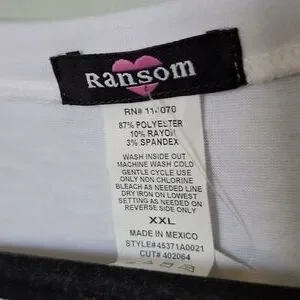 Ransom
RN#
87% POLYESTER
10% RAYON
3% SPANDEX
WASH INSIDE OUT
MACHINE WASH COLD
GENTLE CYCLE USE
ONLY NON CHLORINE
BLEACH AS NEEDED LINE
DRY IRON ON LOWEST
SETTING AS NEEDED ON
REVERSE SIDE ONLY
XXL
MADE IN MEXICO
STYLE#45371A0021
CUT# 402064